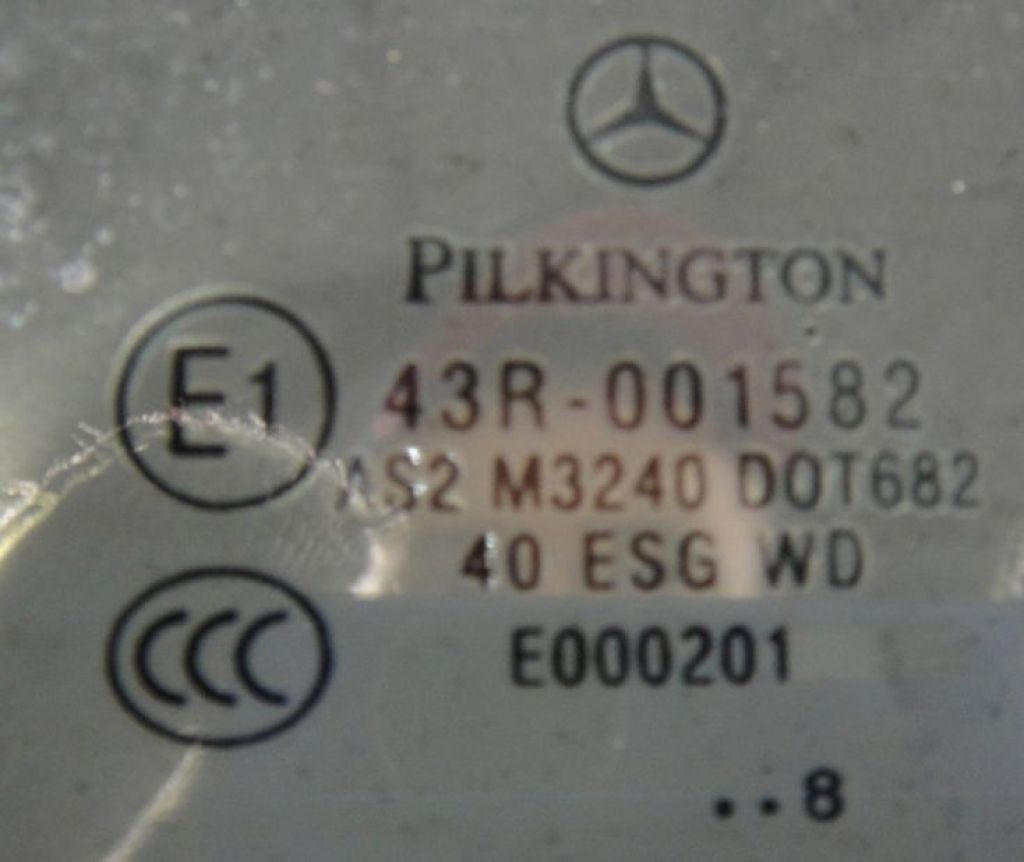 PILKINGTON
E1 43R-001582
AS2 M3240 DOT682
40 ESG WD
CCC E000201
..8